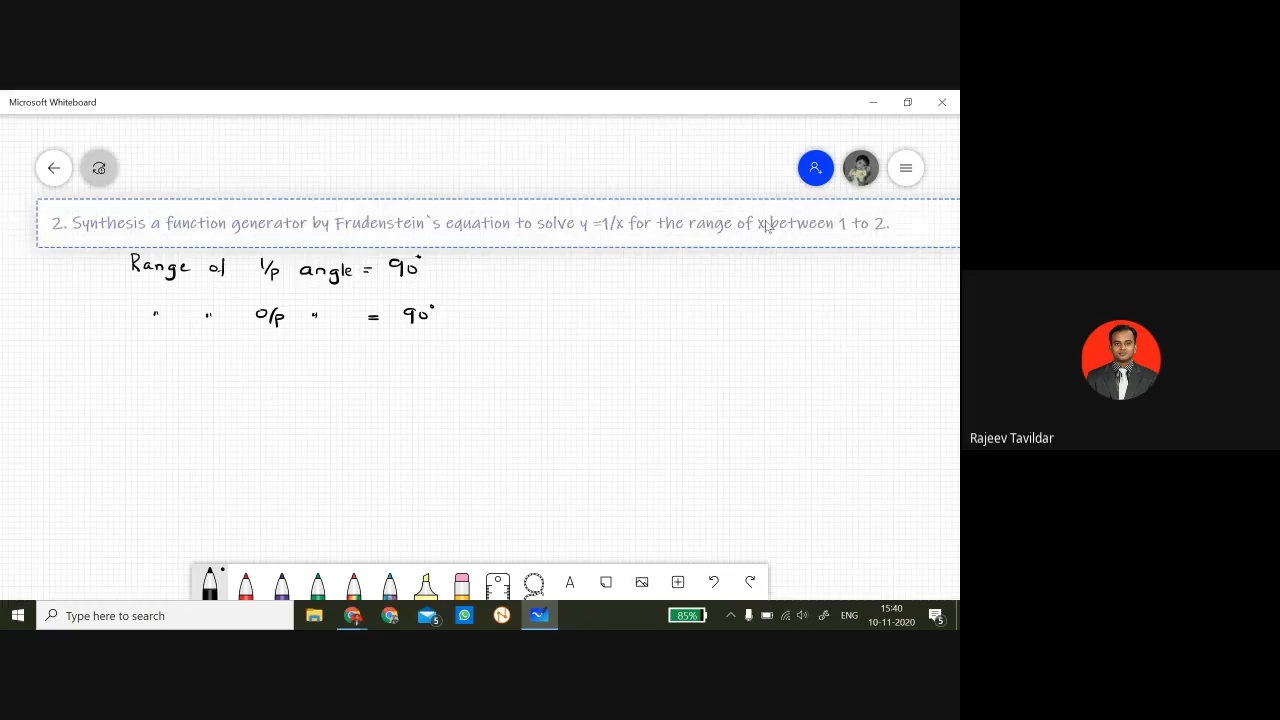 Microsoft Whiteboard
2. Synthesis a function generator by Frudenstein`s equation to solve y =1/x for the range of x between 1 to 2.
Range of I/p angle = 90°
" " O/p " = 90°
Rajeev Tavildar
A
Type here to search
5
85%
ENG
15:40
10-11-2020
5